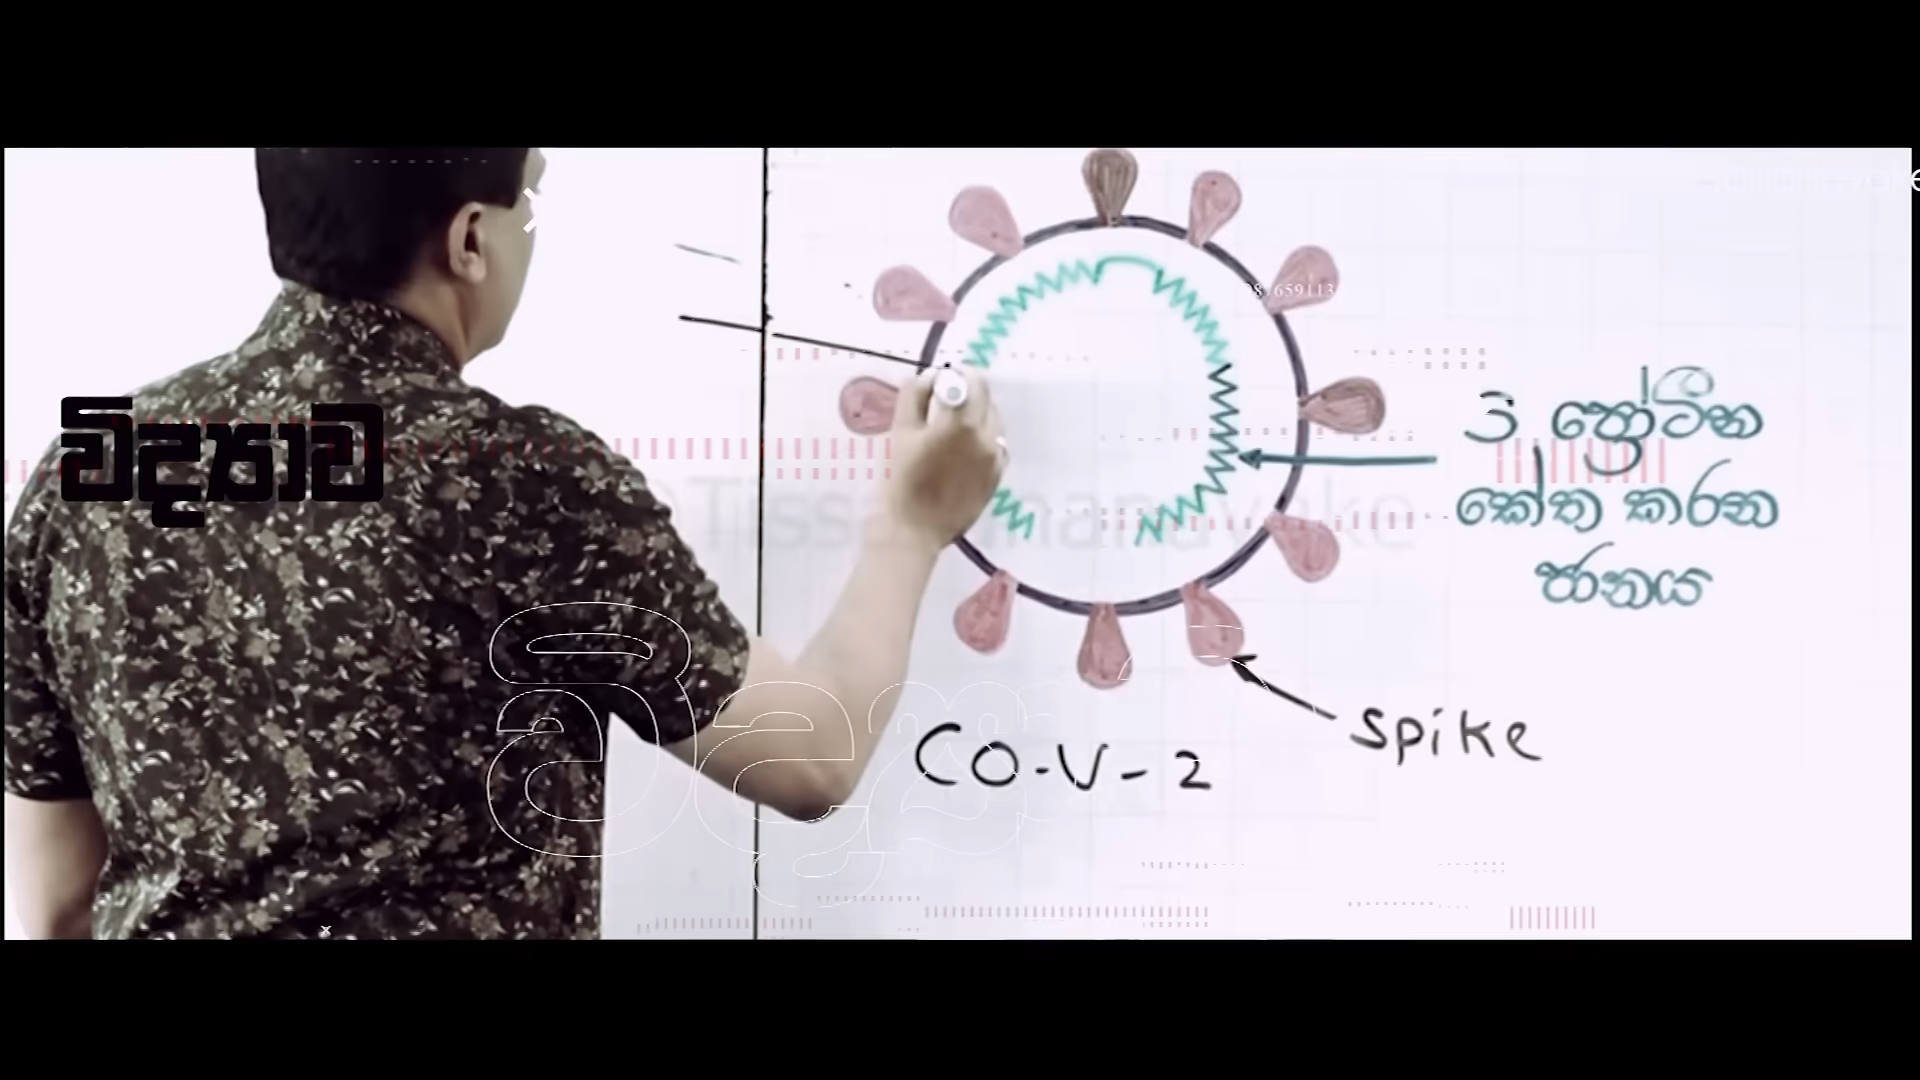 විද්‍යාව
3 ප්‍රෝටීන
කේත කරන
ජානය
spike
CO-V-2